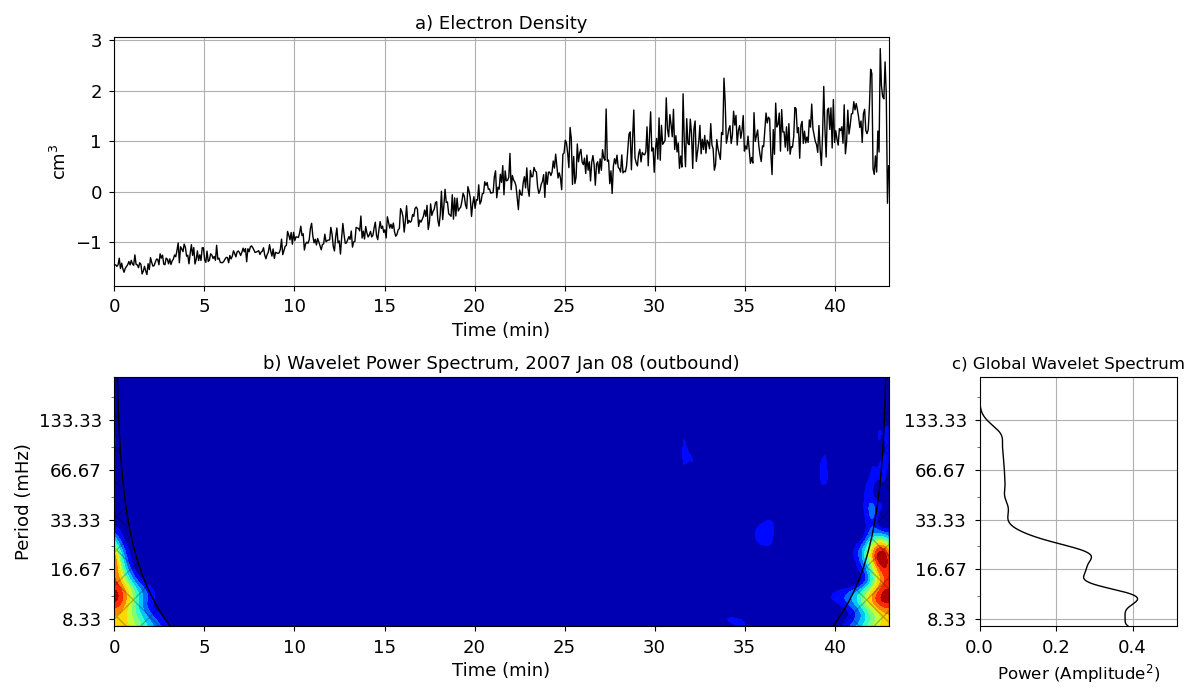 a) Electron Density
3
2
1
0
−1
cm³
0 5 10 15 20 25 30 35 40
Time (min)
b) Wavelet Power Spectrum, 2007 Jan 08 (outbound)
133.33
66.67
33.33
16.67
8.33
Period (mHz)
0 5 10 15 20 25 30 35 40
Time (min)
c) Global Wavelet Spectrum
133.33
66.67
33.33
16.67
8.33
0.0 0.2 0.4
Power (Amplitude²)